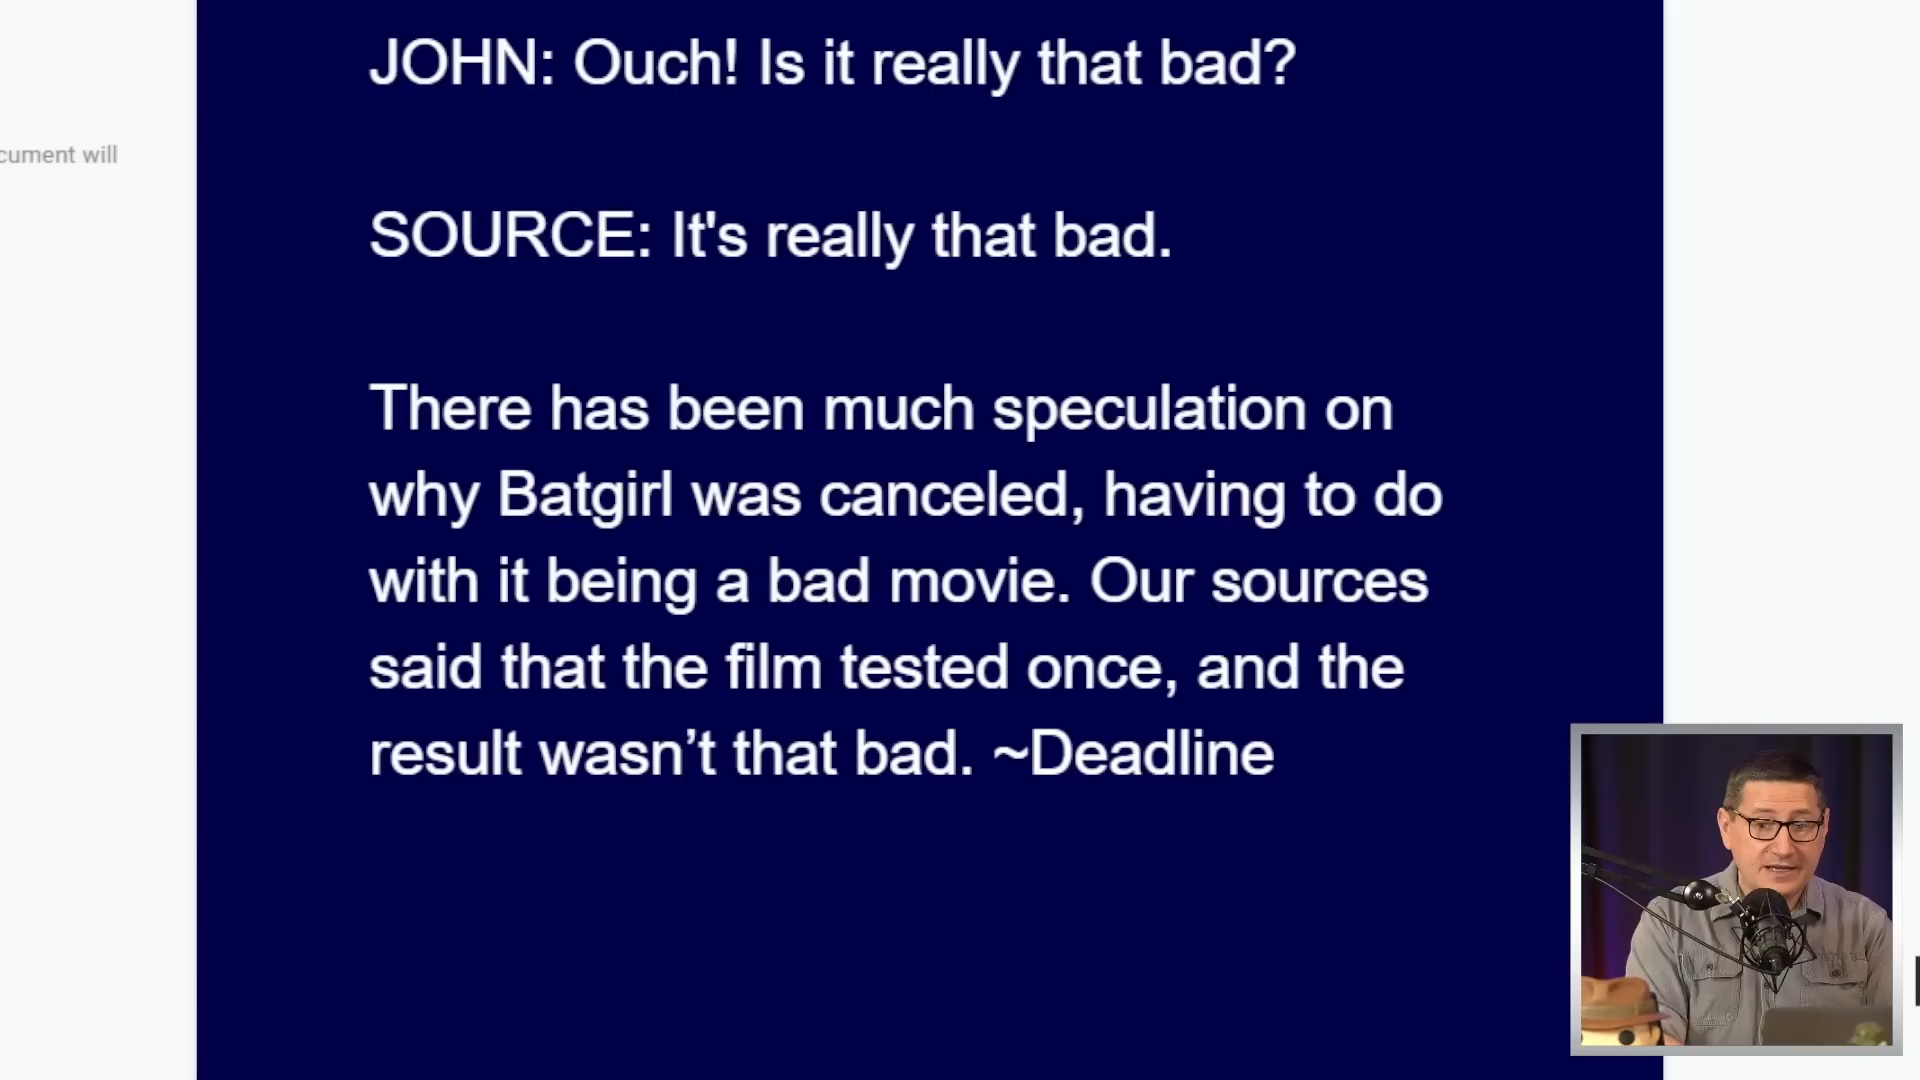 JOHN: Ouch! Is it really that bad?
cument will
SOURCE: It's really that bad.
There has been much speculation on
why Batgirl was canceled, having to do
with it being a bad movie. Our sources
said that the film tested once, and the
result wasn’t that bad. ~Deadline